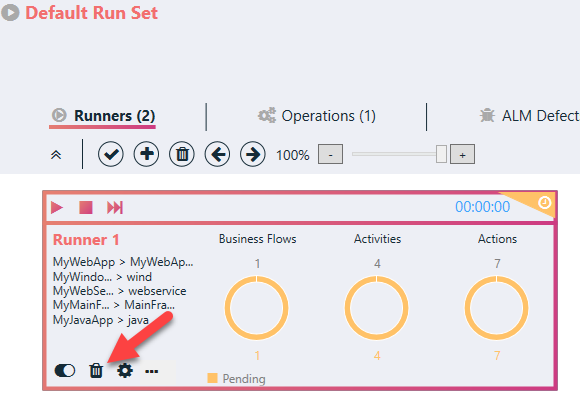 Default Run Set
Runners (2)
Operations (1)
ALM Defect
100%
-
+
00:00:00
Runner 1
MyWebApp > MyWebAp...
MyWindo... > wind
MyWebSe... > webservice
MyMainF... > MainFra...
MyJavaApp > java
Business Flows
Activities
Actions
1
4
7
1
4
7
Pending